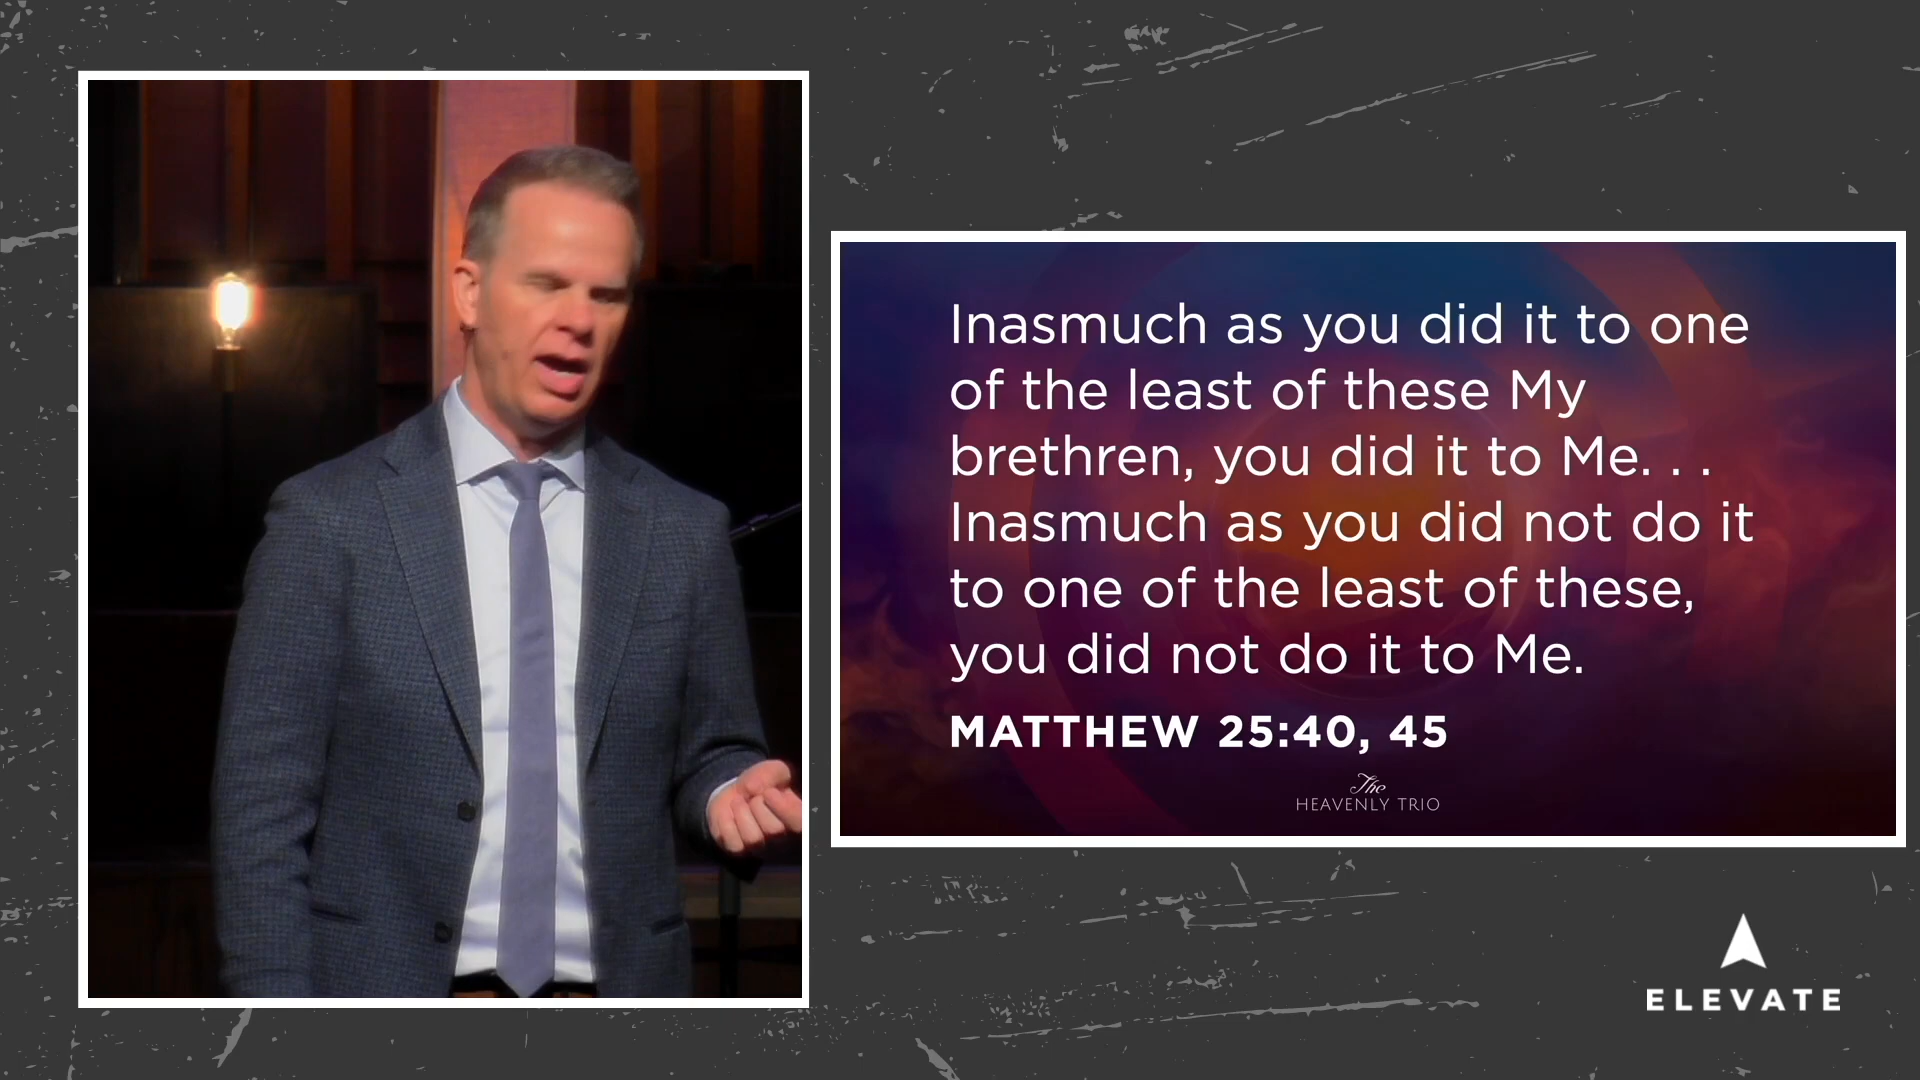 Inasmuch as you did it to one
of the least of these My
brethren, you did it to Me. . .
Inasmuch as you did not do it
to one of the least of these,
you did not do it to Me.
MATTHEW 25:40, 45
The
HEAVENLY TRIO
ELEVATE